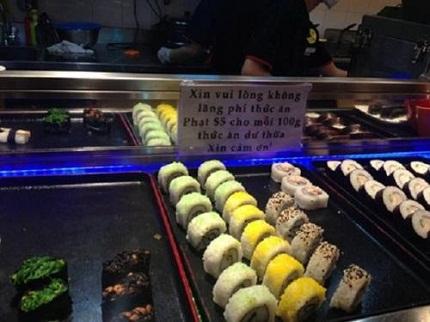 Xin vui lòng không
lãng phí thức ăn
Phạt $5 cho mỗi 100g
thức ăn dư thừa
Xin cảm ơn!